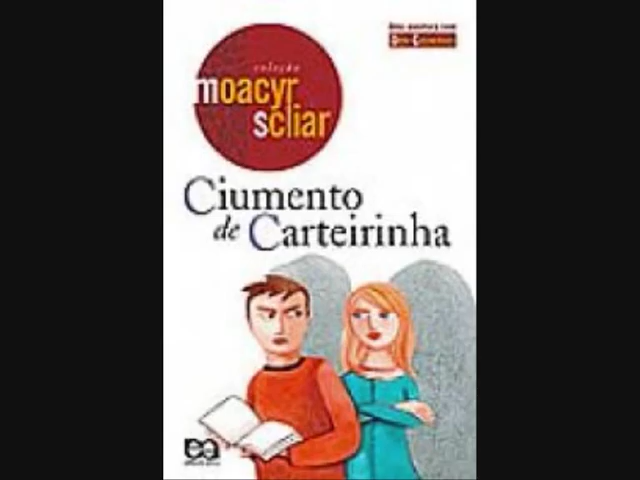 coleção
moacyr
scliar
Ciumento
de Carteirinha